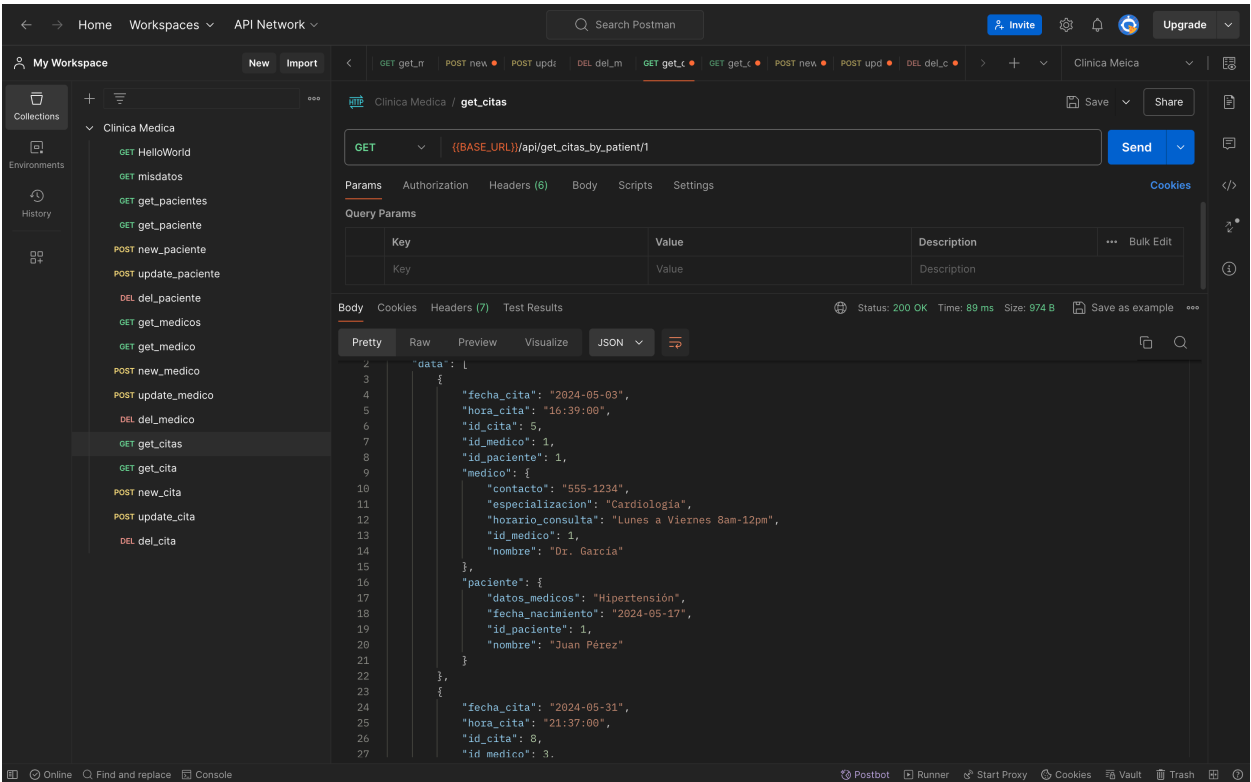 Home Workspaces API Network Search Postman Invite Upgrade
My Workspace New Import GET get_m POST new POST upda DEL del_m GET get_c GET get_c POST new POST upd DEL del_c Clinica Meica
Collections
Environments
History
Clinica Medica
GET HelloWorld
GET misdatos
GET get_pacientes
GET get_paciente
POST new_paciente
POST update_paciente
DEL del_paciente
GET get_medicos
GET get_medico
POST new_medico
POST update_medico
DEL del_medico
GET get_citas
GET get_cita
POST new_cita
POST update_cita
DEL del_cita
HTTP Clinica Medica / get_citas Save Share
GET {{BASE_URL}}/api/get_citas_by_patient/1 Send
Params Authorization Headers (6) Body Scripts Settings Cookies
Query Params
Key Value Description Bulk Edit
Key Value Description
Body Cookies Headers (7) Test Results Status: 200 OK Time: 89 ms Size: 974 B Save as example
Pretty Raw Preview Visualize JSON
2 "data": [
3 {
4 "fecha_cita": "2024-05-03",
5 "hora_cita": "16:39:00",
6 "id_cita": 5,
7 "id_medico": 1,
8 "id_paciente": 1,
9 "medico": {
10 "contacto": "555-1234",
11 "especializacion": "Cardiología",
12 "horario_consulta": "Lunes a Viernes 8am-12pm",
13 "id_medico": 1,
14 "nombre": "Dr. García"
15 },
16 "paciente": {
17 "datos_medicos": "Hipertensión",
18 "fecha_nacimiento": "2024-05-17",
19 "id_paciente": 1,
20 "nombre": "Juan Pérez"
21 }
22 },
23 {
24 "fecha_cita": "2024-05-31",
25 "hora_cita": "21:37:00",
26 "id_cita": 8,
27 "id_medico": 3,
Online Find and replace Console Postbot Runner Start Proxy Cookies Vault Trash